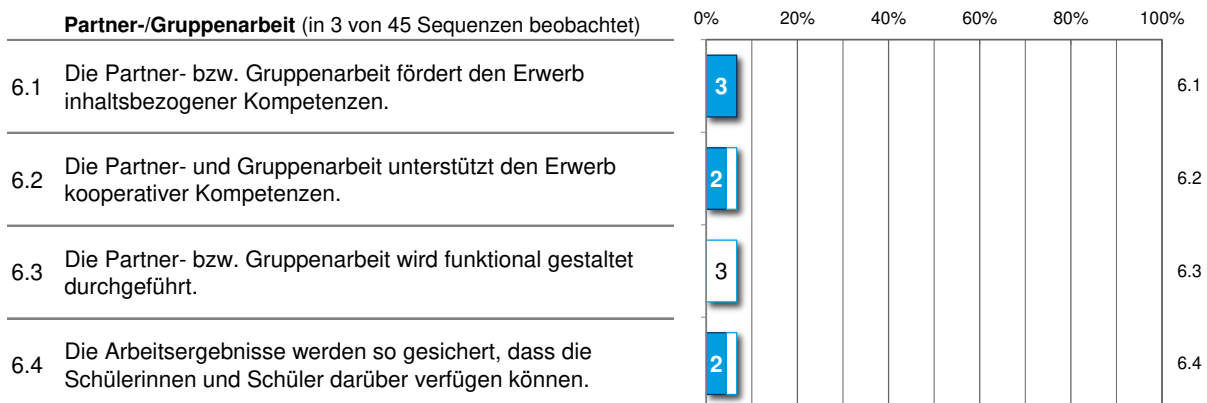 Partner-/Gruppenarbeit (in 3 von 45 Sequenzen beobachtet)
0% 20% 40% 60% 80% 100%
6.1 Die Partner- bzw. Gruppenarbeit fördert den Erwerb
inhaltsbezogener Kompetenzen.
3
6.1
6.2 Die Partner- und Gruppenarbeit unterstützt den Erwerb
kooperativer Kompetenzen.
2
6.2
6.3 Die Partner- bzw. Gruppenarbeit wird funktional gestaltet
durchgeführt.
3
6.3
6.4 Die Arbeitsergebnisse werden so gesichert, dass die
Schülerinnen und Schüler darüber verfügen können.
2
6.4